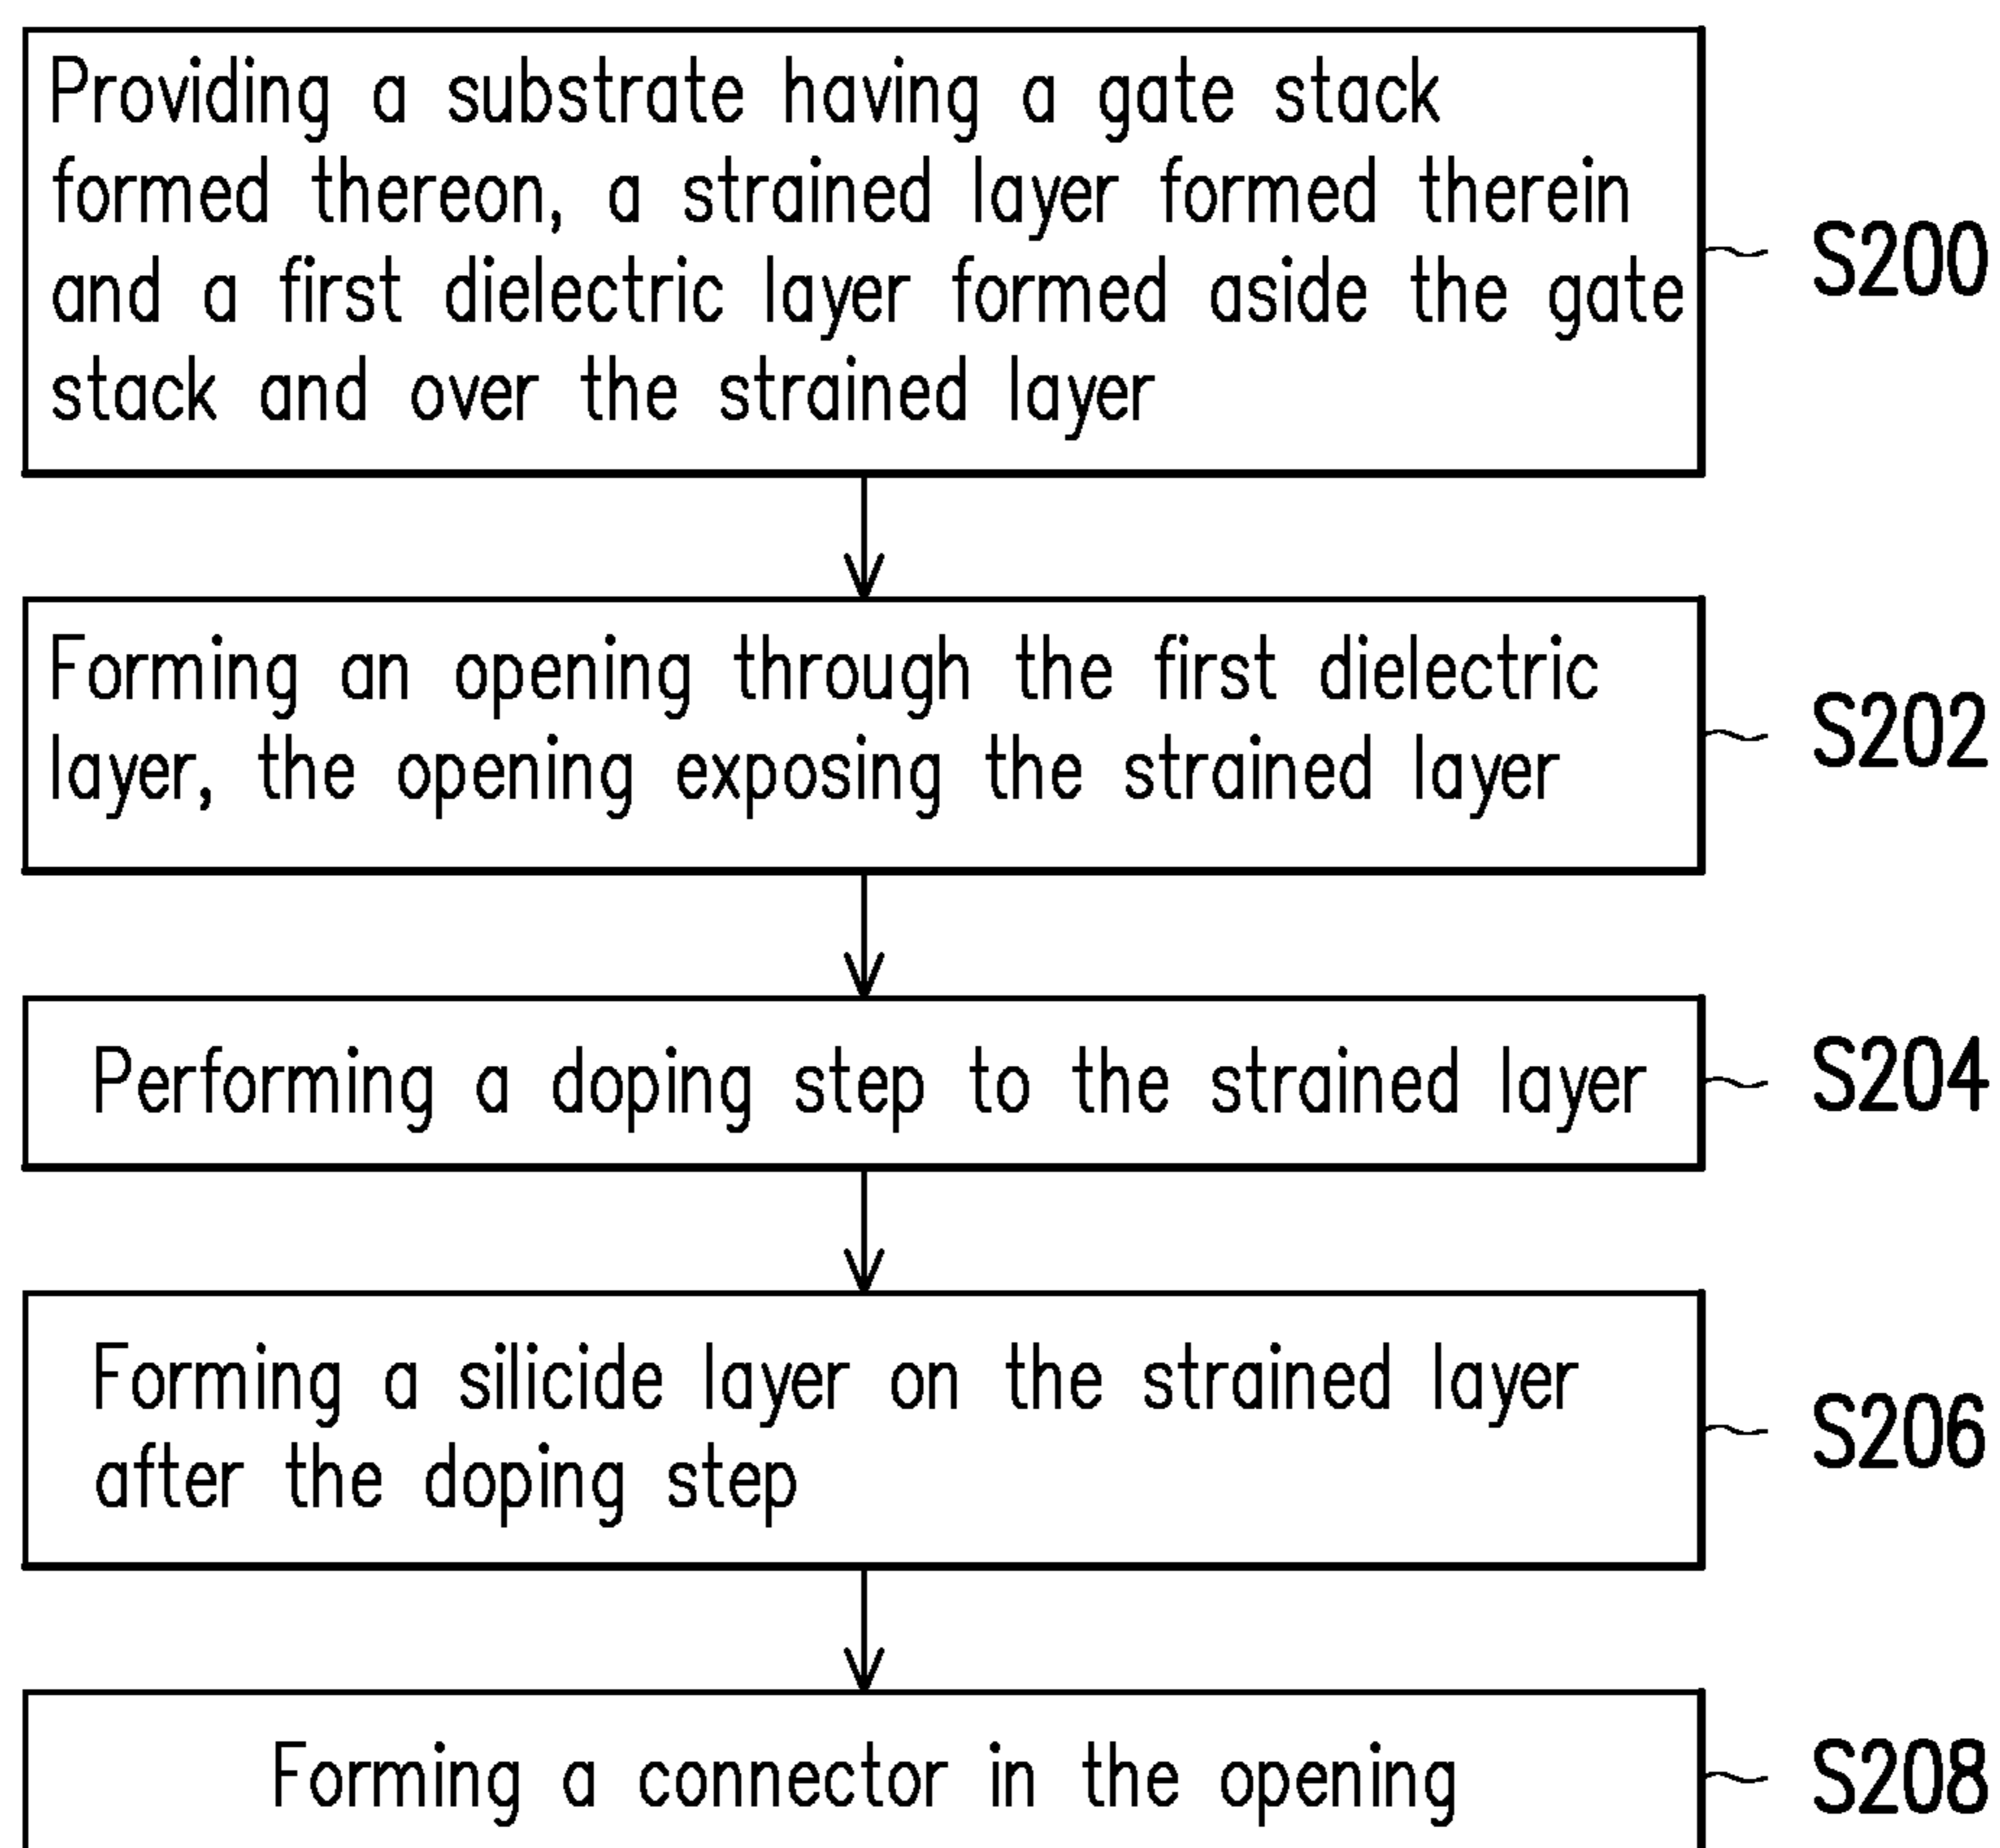 Providing a substrate having a gate stack
formed thereon, a strained layer formed therein
and a first dielectric layer formed aside the gate
stack and over the strained layer
S200
Forming an opening through the first dielectric
layer, the opening exposing the strained layer
S202
Performing a doping step to the strained layer
S204
Forming a silicide layer on the strained layer
after the doping step
S206
Forming a connector in the opening
S208